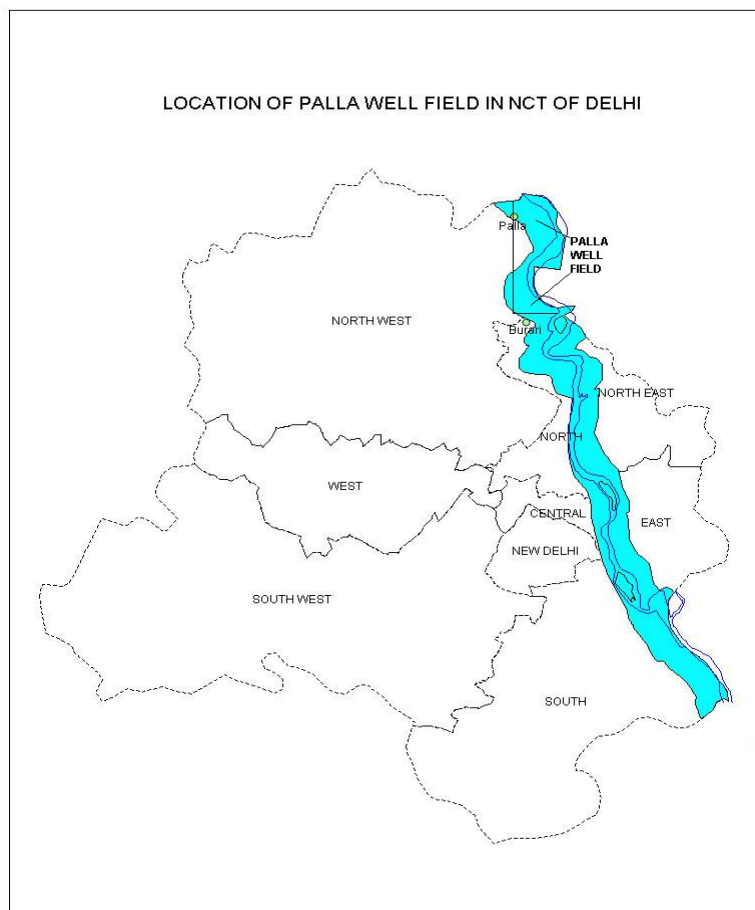 LOCATION OF PALLA WELL FIELD IN NCT OF DELHI
Palla
PALLA
WELL
FIELD
NORTH WEST
Burari
NORTH EAST
NORTH
WEST
CENTRAL
EAST
NEW DELHI
SOUTH WEST
SOUTH